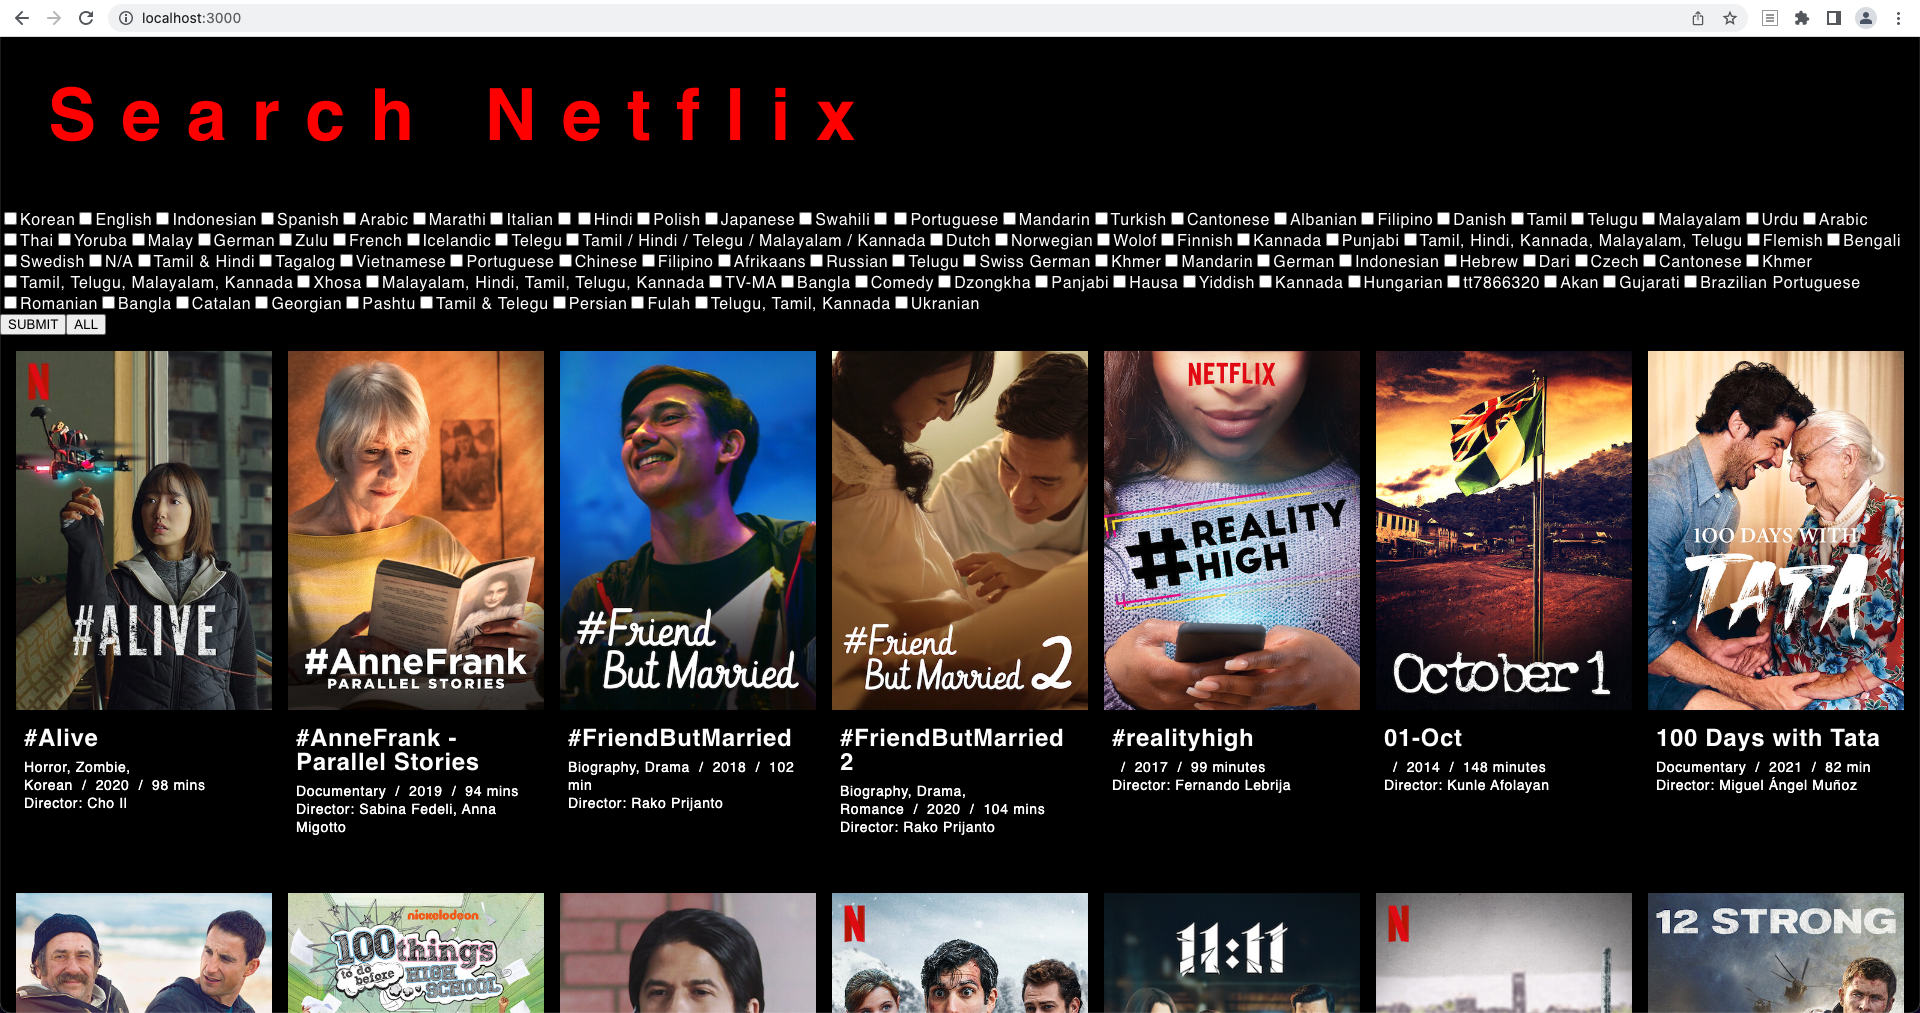 localhost:3000
Search Netflix
Korean English Indonesian Spanish Arabic Marathi Italian Hindi Polish Japanese Swahili Portuguese Mandarin Turkish Cantonese Albanian Filipino Danish Tamil Telugu Malayalam Urdu Arabic
Thai Yoruba Malay German Zulu French Icelandic Telegu Tamil / Hindi / Telegu / Malayalam / Kannada Dutch Norwegian Wolof Finnish Kannada Punjabi Tamil, Hindi, Kannada, Malayalam, Telugu Flemish Bengali
Swedish N/A Tamil & Hindi Tagalog Vietnamese Portuguese Chinese Filipino Afrikaans Russian Telugu Swiss German Khmer Mandarin German Indonesian Hebrew Dari Czech Cantonese Khmer
Tamil, Telugu, Malayalam, Kannada Xhosa Malayalam, Hindi, Tamil, Telugu, Kannada TV-MA Bangla Comedy Dzongkha Panjabi Hausa Yiddish Kannada Hungarian tt7866320 Akan Gujarati Brazilian Portuguese
Romanian Bangla Catalan Georgian Pashtu Tamil & Telugu Persian Fulah Telugu, Tamil, Kannada Ukranian
SUBMIT ALL
N
#ALIVE
#AnneFrank
PARALLEL STORIES
#Friend
But Married
#Friend
But Married 2
NETFLIX
#REALITY
HIGH
October 1
100 DAYS WITH
TATA
#Alive
Horror, Zombie,
Korean / 2020 / 98 mins
Director: Cho Il
#AnneFrank -
Parallel Stories
Documentary / 2019 / 94 mins
Director: Sabina Fedeli, Anna
Migotto
#FriendButMarried
Biography, Drama / 2018 / 102
min
Director: Rako Prijanto
#FriendButMarried
2
Biography, Drama,
Romance / 2020 / 104 mins
Director: Rako Prijanto
#realityhigh
/ 2017 / 99 minutes
Director: Fernando Lebrija
01-Oct
/ 2014 / 148 minutes
Director: Kunle Afolayan
100 Days with Tata
Documentary / 2021 / 82 min
Director: Miguel Ángel Muñoz
nickelodeon
100 things
to do before
HIGH
SCHOOL
N
11:11
N
12 STRONG